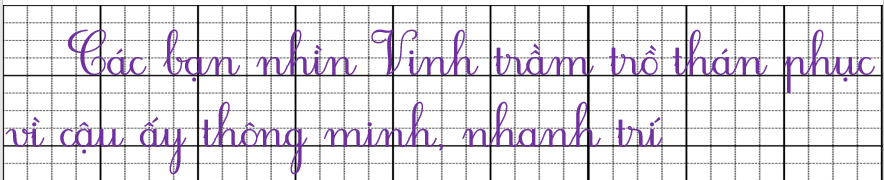 Các bạn nhìn Vinh trầm trồ thán phục
vì cậu ấy thông minh, nhanh trí